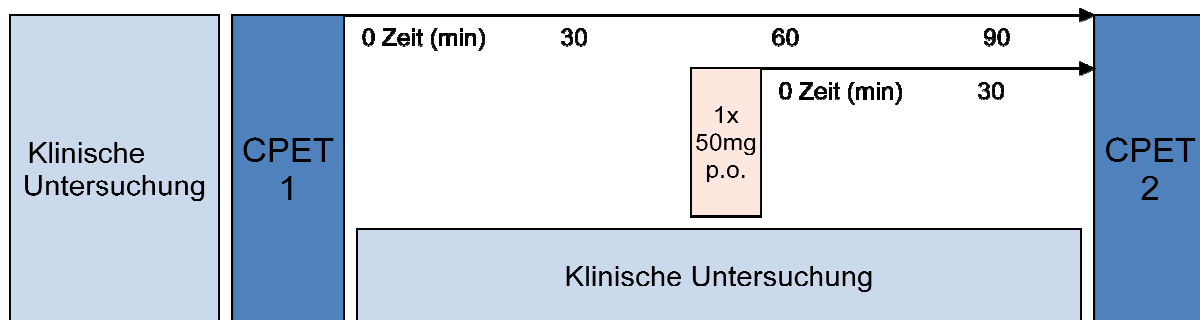 Klinische
Untersuchung
CPET
1
0 Zeit (min) 30 60 90
0 Zeit (min) 30
1x
50mg
p.o.
Klinische Untersuchung
CPET
2